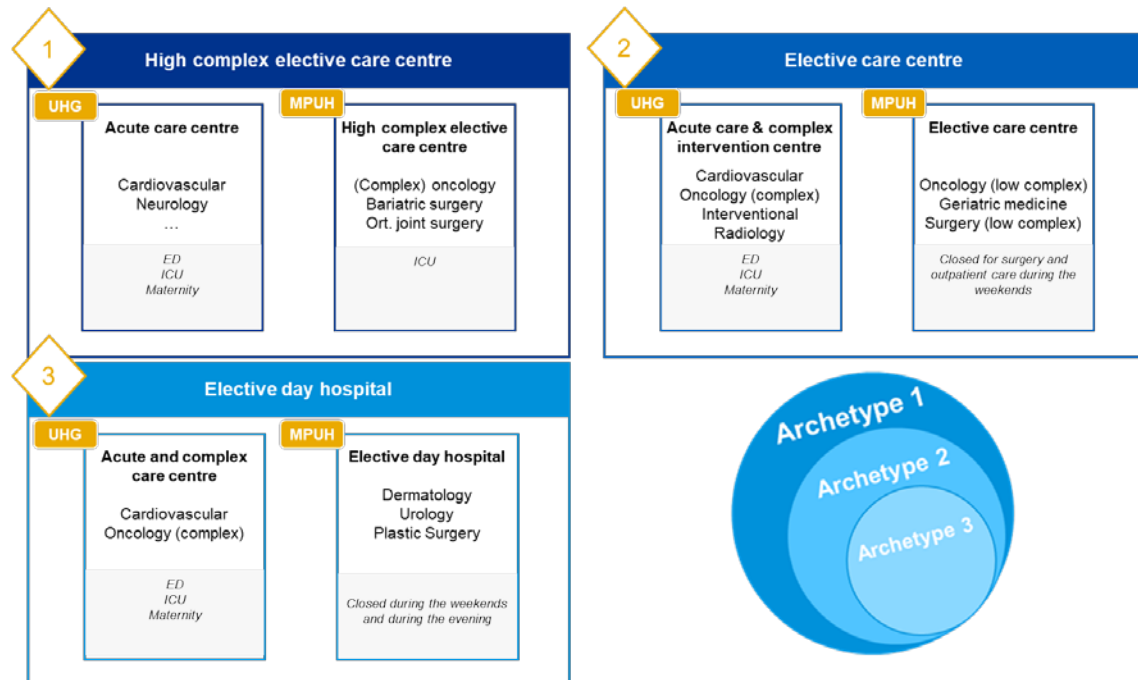 1
High complex elective care centre
UHG
Acute care centre
Cardiovascular
Neurology
…
ED
ICU
Maternity
MPUH
High complex elective
care centre
(Complex) oncology
Bariatric surgery
Ort. joint surgery
ICU
2
Elective care centre
UHG
Acute care & complex
intervention centre
Cardiovascular
Oncology (complex)
Interventional
Radiology
ED
ICU
Maternity
MPUH
Elective care centre
Oncology (low complex)
Geriatric medicine
Surgery (low complex)
Closed for surgery and
outpatient care during the
weekends
3
Elective day hospital
UHG
Acute and complex
care centre
Cardiovascular
Oncology (complex)
ED
ICU
Maternity
MPUH
Elective day hospital
Dermatology
Urology
Plastic Surgery
Closed during the weekends
and during the evening
Archetype 1
Archetype 2
Archetype 3